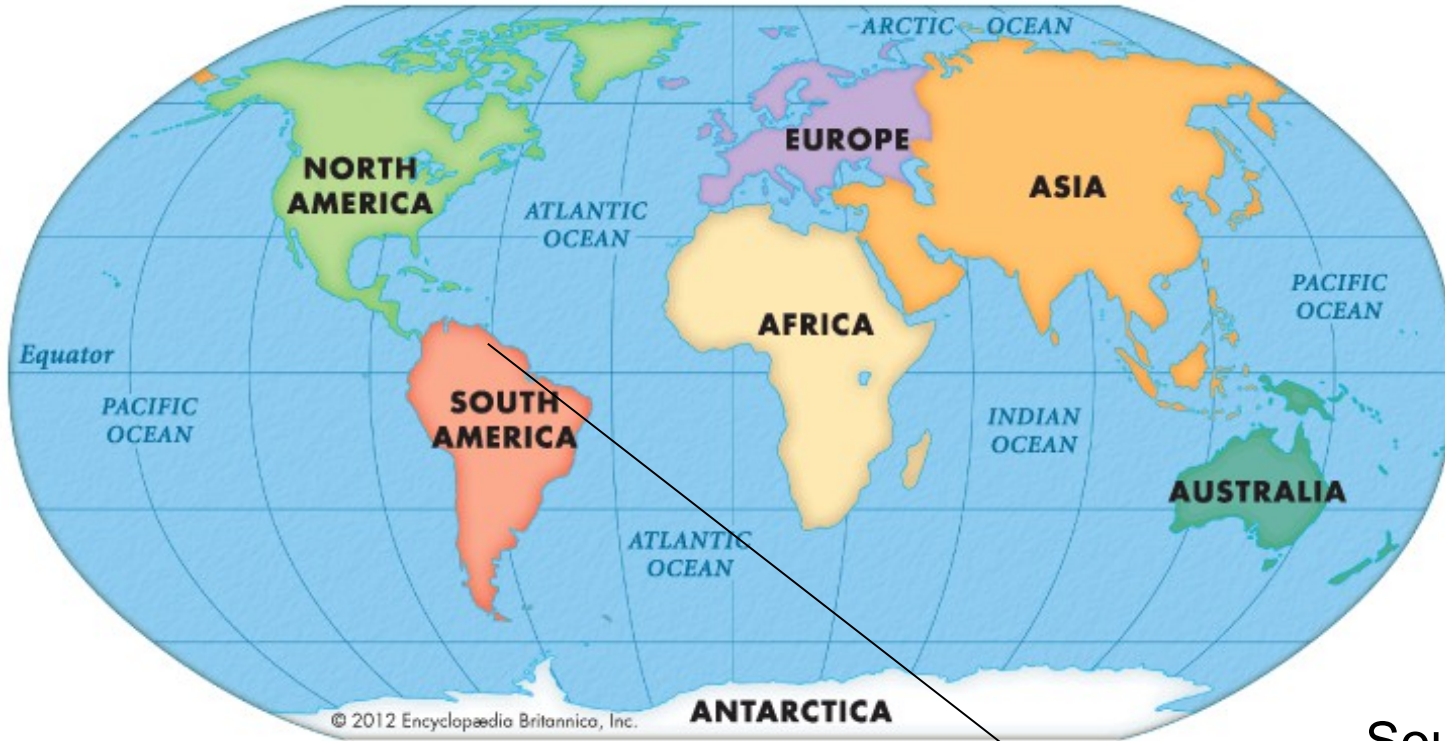 ARCTIC OCEAN
EUROPE
NORTH
AMERICA
ASIA
ATLANTIC
OCEAN
PACIFIC
OCEAN
AFRICA
Equator
SOUTH
AMERICA
PACIFIC
OCEAN
INDIAN
OCEAN
AUSTRALIA
ATLANTIC
OCEAN
ANTARCTICA
© 2012 Encyclopædia Britannica, Inc.